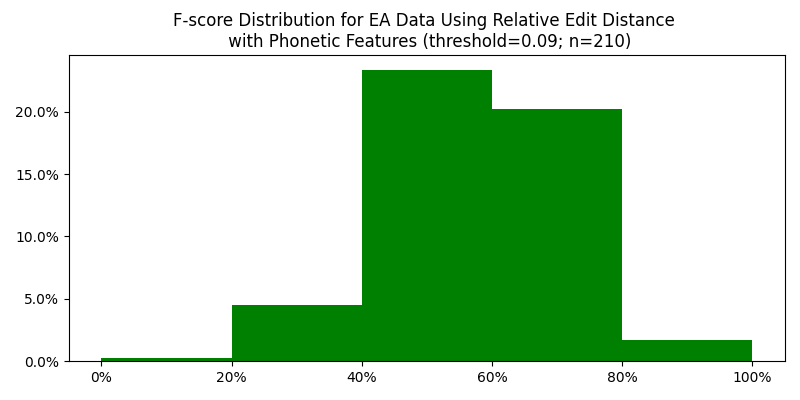 F-score Distribution for EA Data Using Relative Edit Distance
with Phonetic Features (threshold=0.09; n=210)
20.0%
15.0%
10.0%
5.0%
0.0%
0% 20% 40% 60% 80% 100%